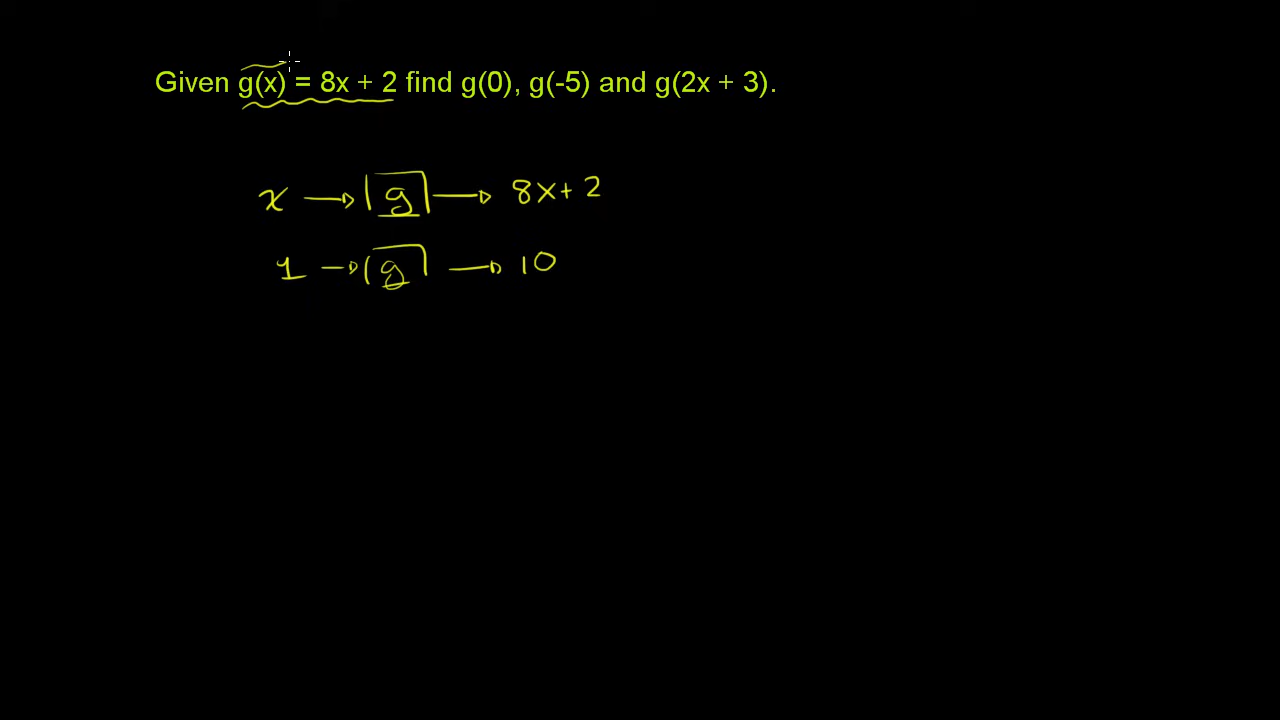 Given g(x) = 8x + 2 find g(0), g(-5) and g(2x + 3).
x → g → 8x + 2
1 → g → 10